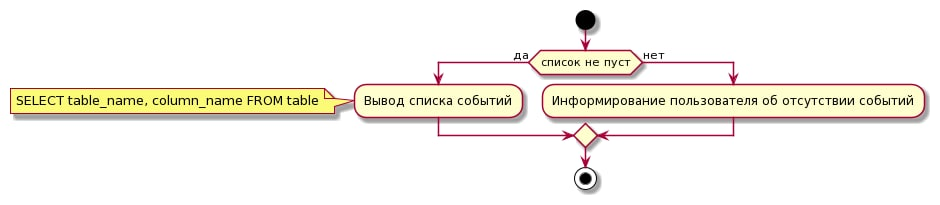 да
список не пуст
нет
SELECT table_name, column_name FROM table
Вывод списка событий
Информирование пользователя об отсутствии событий